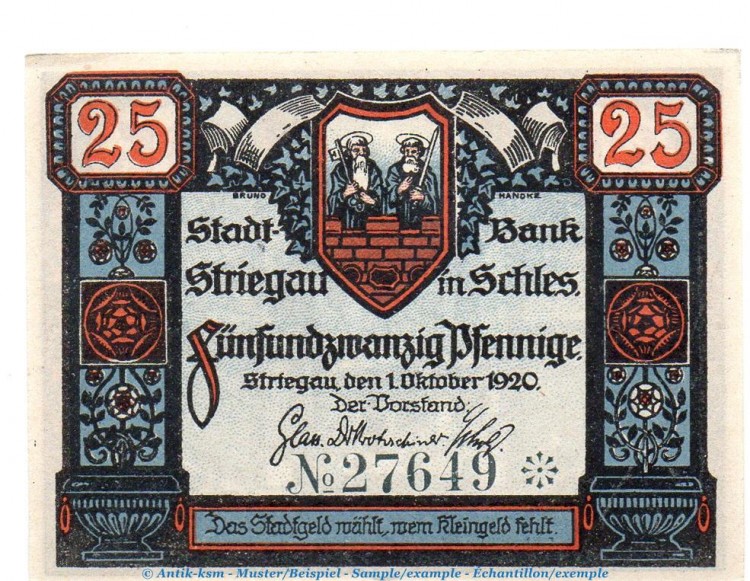 25 25
BRUNO HANDKE
Stadt- Bank
Striegau in Schles.
Fünfundzwanzig Pfennige.
Striegau, den 1. Oktober 1920.
Der Vorstand:
Glass.
No 27649
Das Stadtgeld wählt, wem Kleingeld fehlt.
© Antik-ksm - Muster/Beispiel - Sample/example - Échantillon/exemple